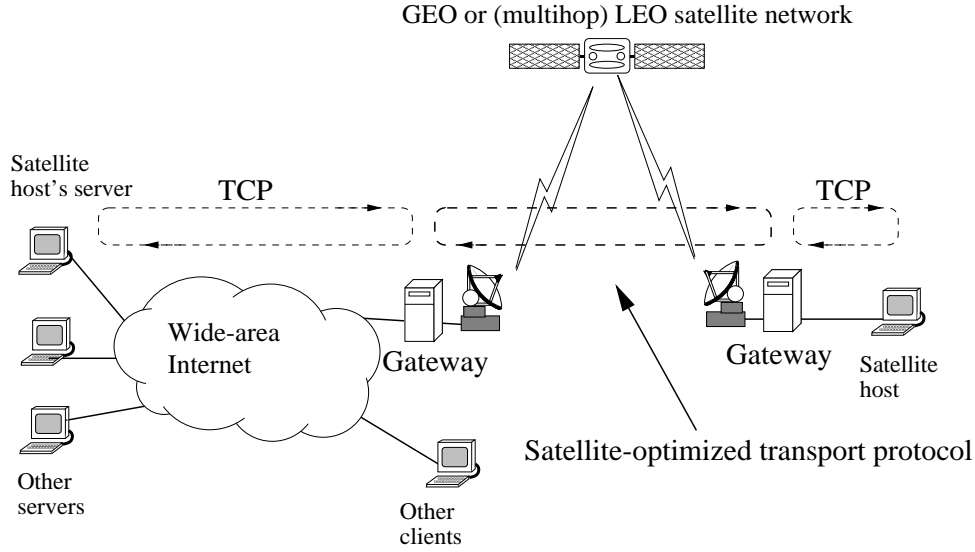 GEO or (multihop) LEO satellite network
Satellite
host's server
TCP
TCP
Wide-area
Internet
Gateway
Gateway
Satellite
host
Satellite-optimized transport protocol
Other
servers
Other
clients